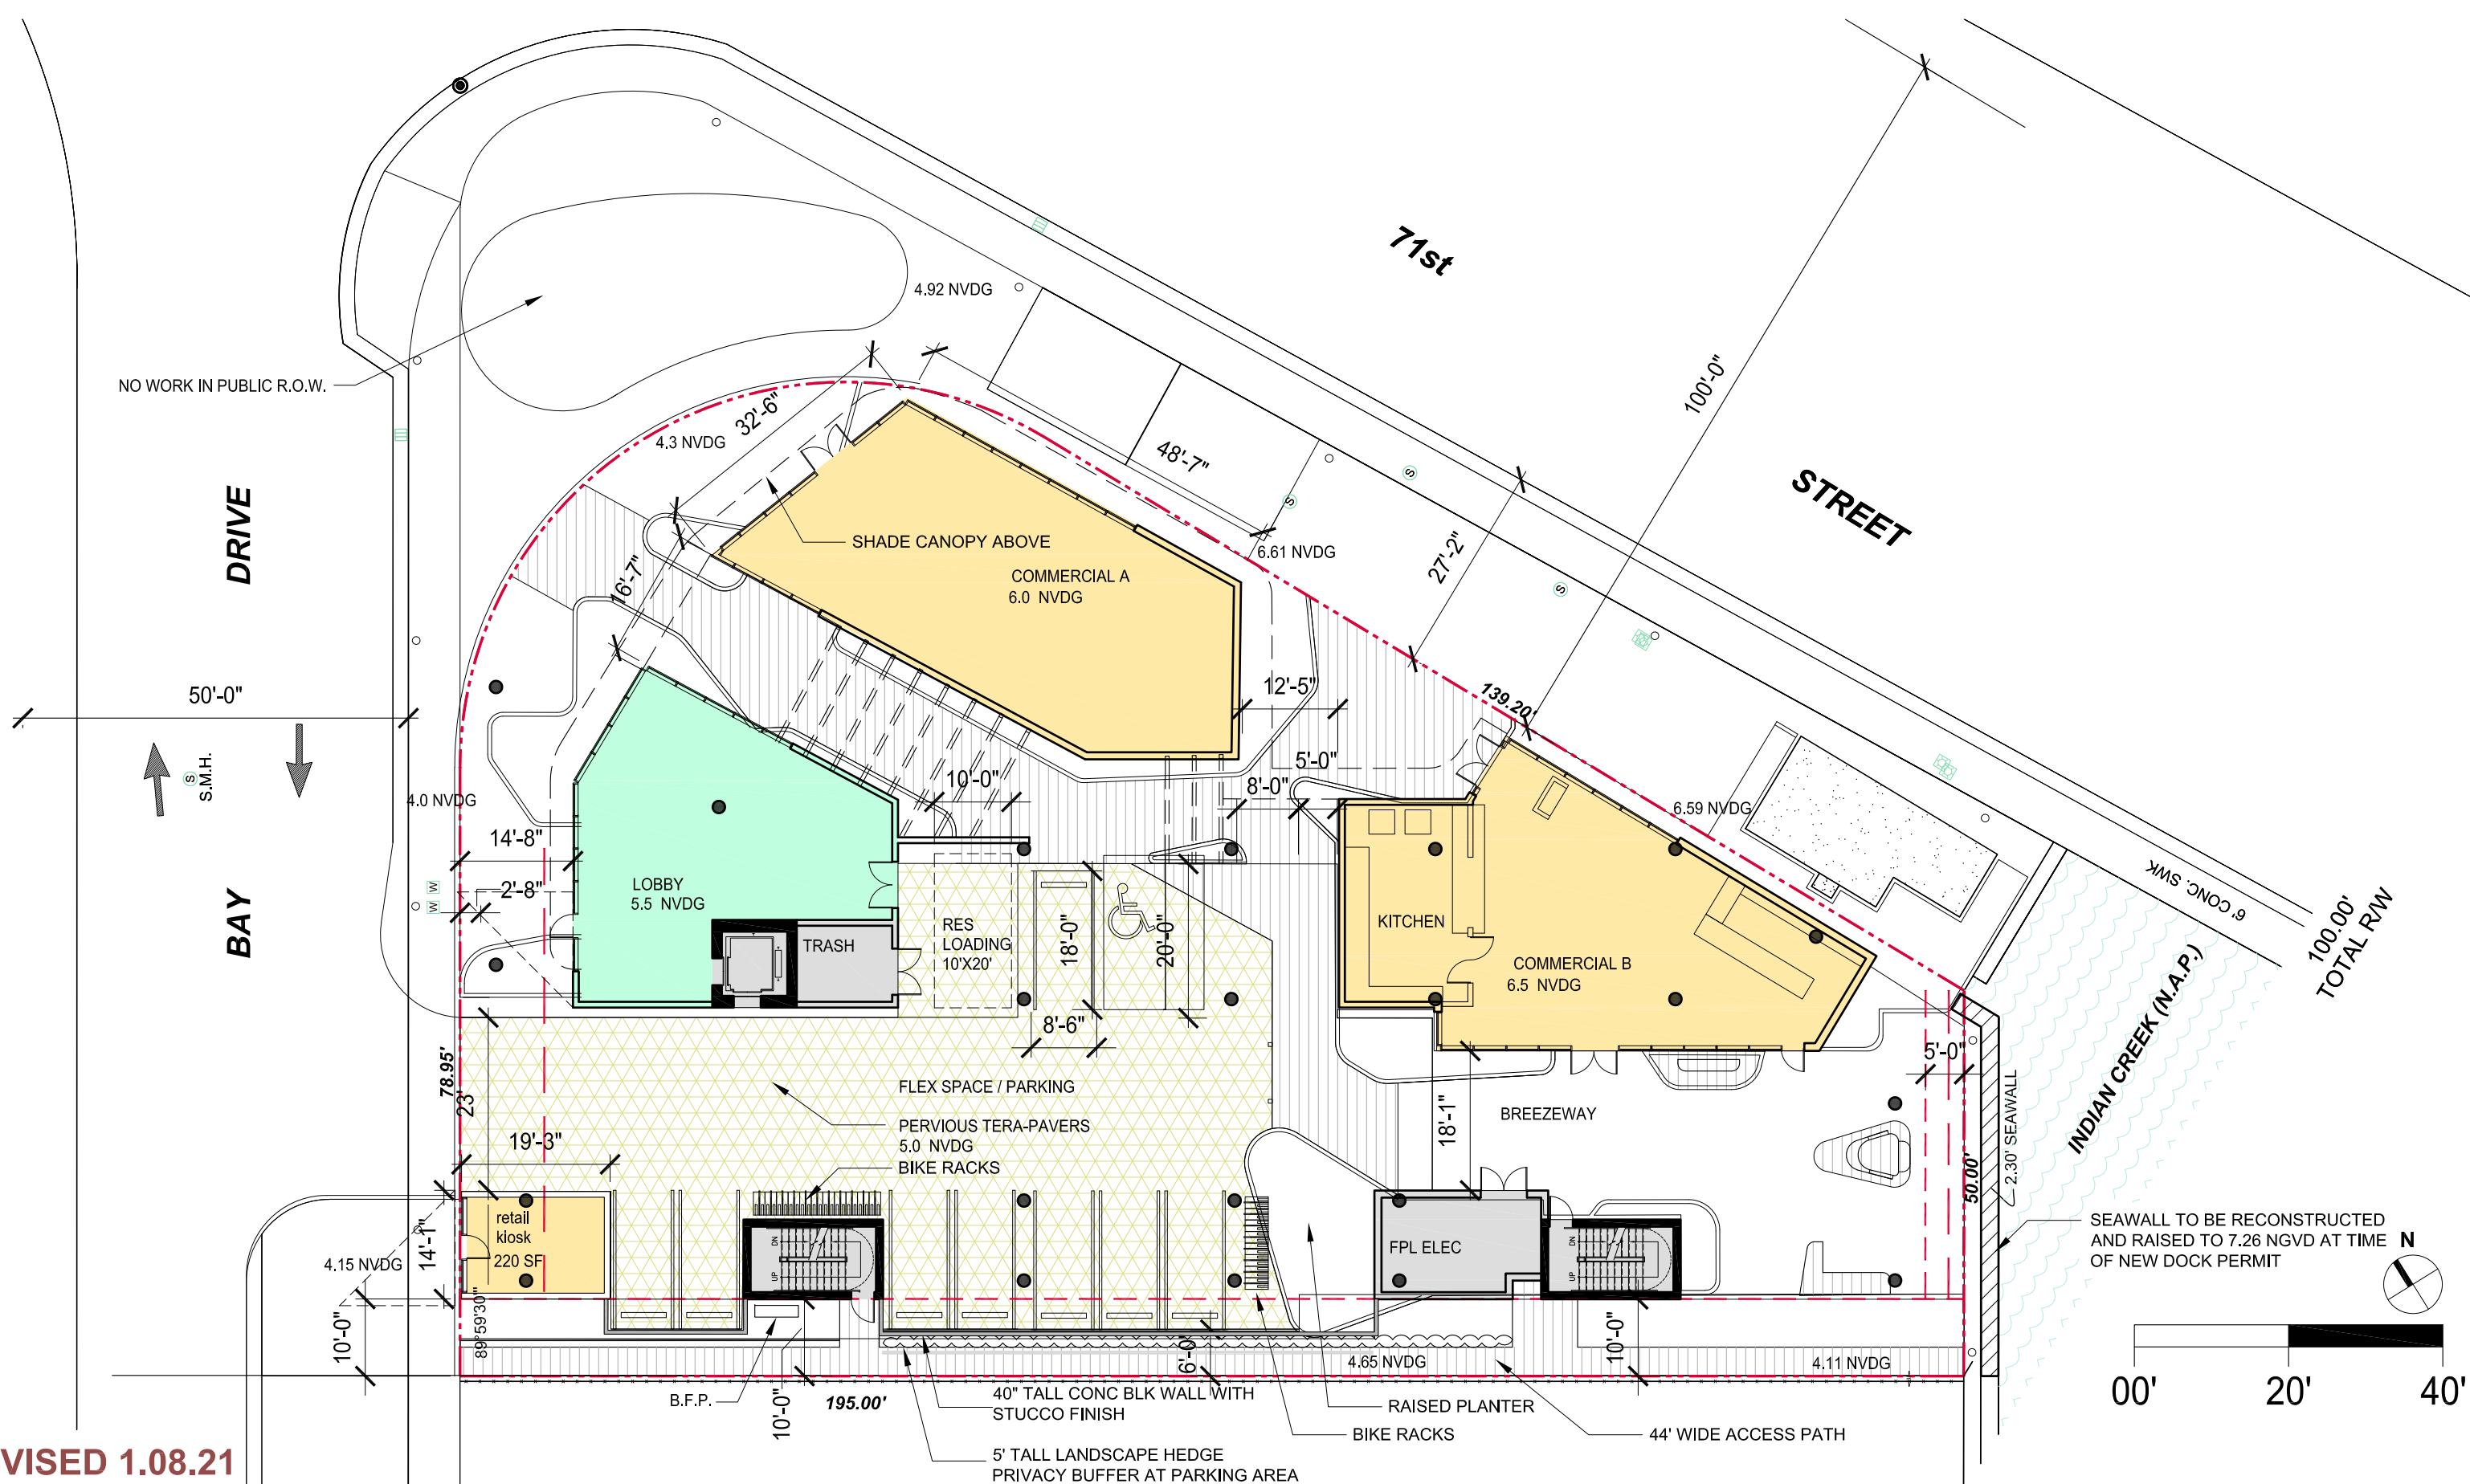 71st
STREET
100'-0"
4.92 NVDG
NO WORK IN PUBLIC R.O.W.
32'-6"
4.3 NVDG
48'-7"
SHADE CANOPY ABOVE
6.61 NVDG
27'-2"
COMMERCIAL A
6.0 NVDG
16'-7"
DRIVE
BAY
50'-0"
S
S.M.H.
12'-5"
139.20'
5'-0"
10'-0"
8'-0"
4.0 NVDG
6.59 NVDG
14'-8"
2'-8"
W W
LOBBY
5.5 NVDG
TRASH
RES
LOADING
10'X20'
18'-0"
20'-0"
8'-6"
KITCHEN
COMMERCIAL B
6.5 NVDG
6' CONC. SWK
100.00'
TOTAL R/W
INDIAN CREEK (N.A.P.)
5'-0"
78.95'
23'
FLEX SPACE / PARKING
PERVIOUS TERA-PAVERS
5.0 NVDG
BIKE RACKS
19'-3"
18'-1"
BREEZEWAY
2.30' SEAWALL
50.00'
retail
kiosk
220 SF
14'-1"
4.15 NVDG
10'-0"
89°59'30"
DN
UP
FPL ELEC
DN
UP
SEAWALL TO BE RECONSTRUCTED
AND RAISED TO 7.26 NGVD AT TIME
OF NEW DOCK PERMIT
N
6'-0"
4.65 NVDG
10'-0"
4.11 NVDG
00' 20' 40'
B.F.P.
10'-0"
195.00'
40" TALL CONC BLK WALL WITH
STUCCO FINISH
RAISED PLANTER
BIKE RACKS
44' WIDE ACCESS PATH
5' TALL LANDSCAPE HEDGE
PRIVACY BUFFER AT PARKING AREA
VISED 1.08.21
S
S
S